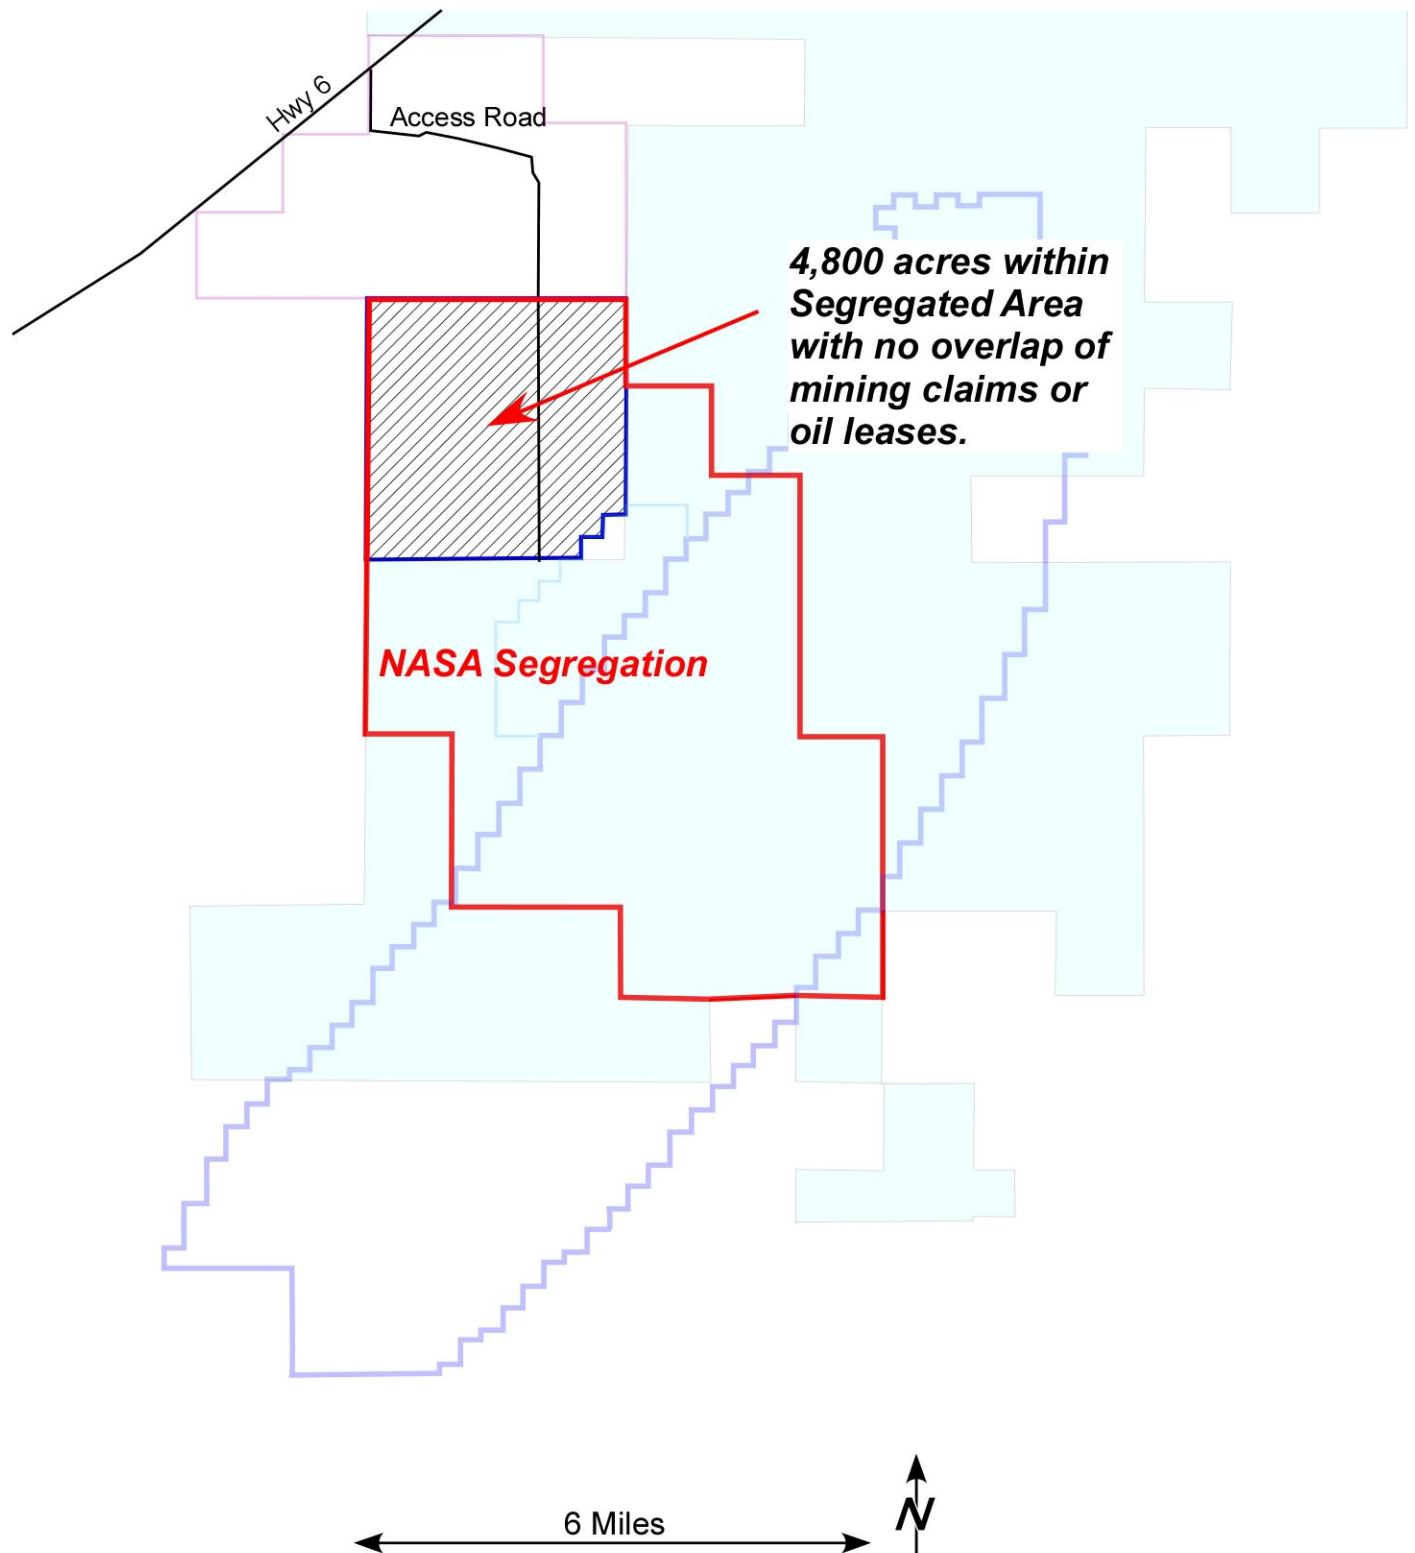 Hwy 6
Access Road
4,800 acres within
Segregated Area
with no overlap of
mining claims or
oil leases.
NASA Segregation
6 Miles
N